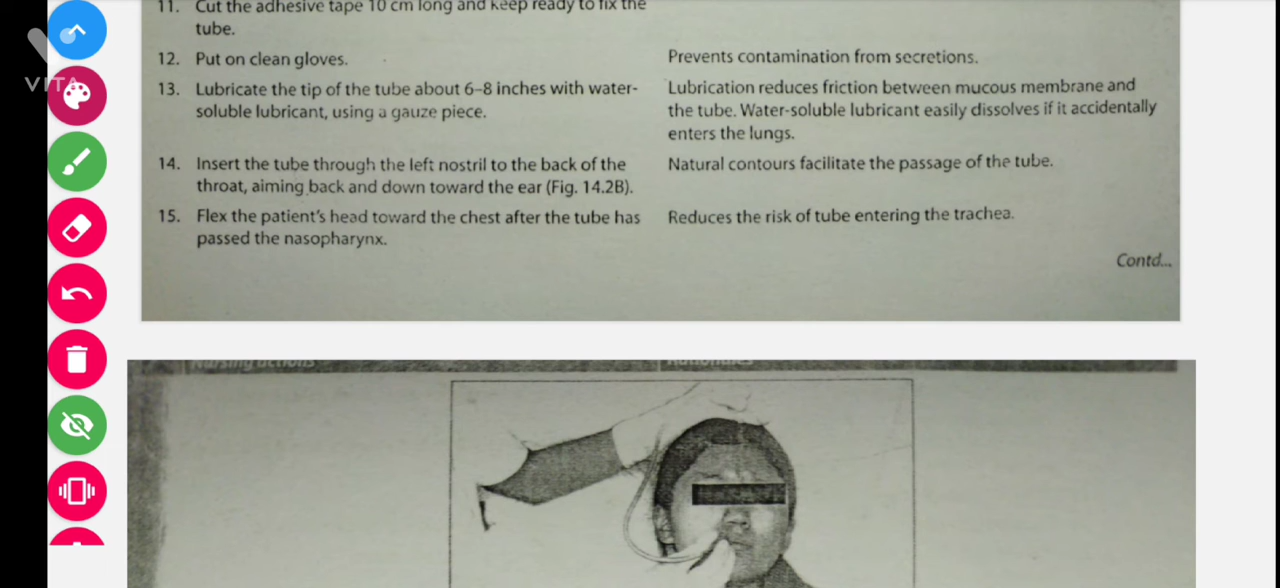 11. Cut the adhesive tape 10 cm long and keep ready to fix the
tube.
12. Put on clean gloves.
Prevents contamination from secretions.
13. Lubricate the tip of the tube about 6–8 inches with water-
soluble lubricant, using a gauze piece.
Lubrication reduces friction between mucous membrane and
the tube. Water-soluble lubricant easily dissolves if it accidentally
enters the lungs.
14. Insert the tube through the left nostril to the back of the
throat, aiming back and down toward the ear (Fig. 14.2B).
Natural contours facilitate the passage of the tube.
15. Flex the patient's head toward the chest after the tube has
passed the nasopharynx.
Reduces the risk of tube entering the trachea.
Contd...
Nursing actions
Rationales
VITA